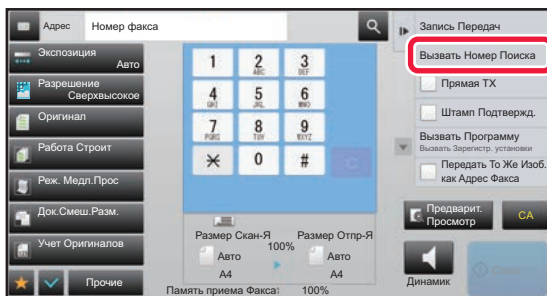 Адрес Номер факса
Экспозиция
Авто
Разрешение
Сверхвысокое
Оригинал
Работа Строит
Реж. Медл.Прос
Док.Смеш.Разм.
Учет Оригиналов
Прочие
1 2 3
ABC DEF
4 5 6
GHI JKL MNO
7 8 9
PQRS TUV WXYZ
0 #
C
Размер Скан-Я Размер Отпр-Я
100%
Авто Авто
A4 A4
Память приема Факса: 100%
Запись Передач
Вызвать Номер Поиска
Прямая TX
Штамп Подтвержд.
Вызвать Программу
Вызвать Зарегистр. установки
Передать То Же Изоб.
как Адрес Факса
Предварит.
Просмотр
CA
Динамик